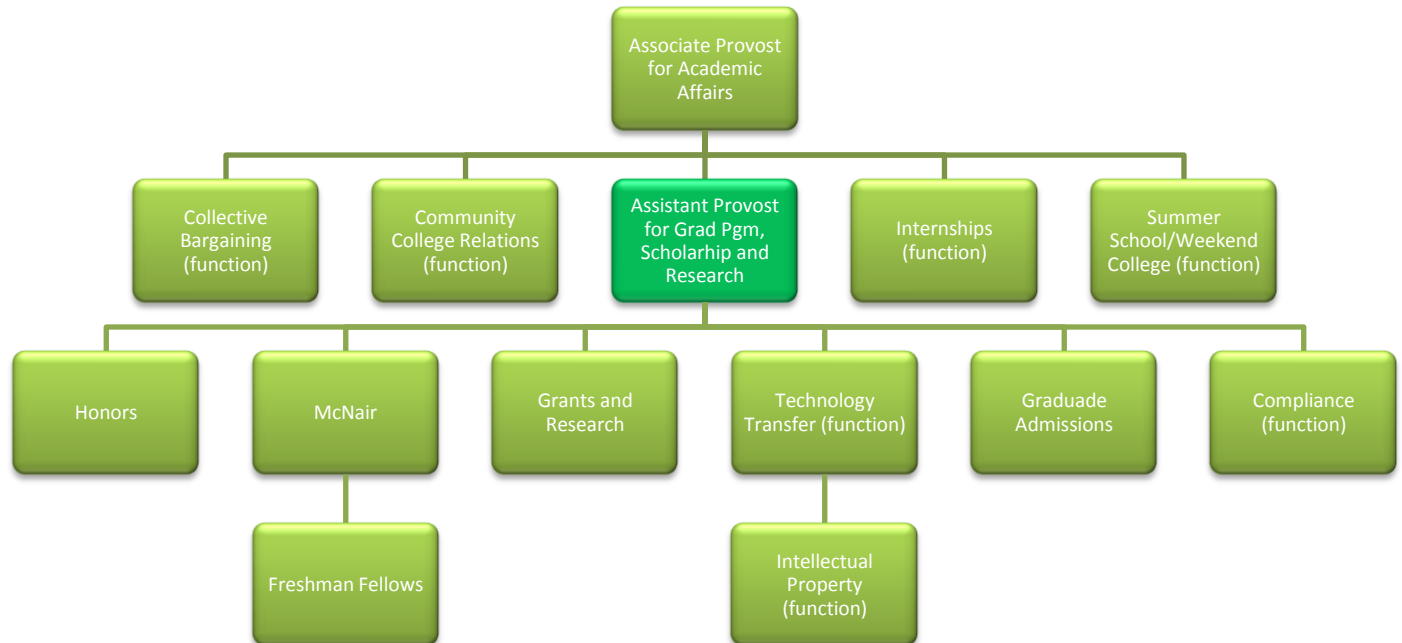 Associate Provost
for Academic
Affairs
Collective
Bargaining
(function)
Community
College Relations
(function)
Assistant Provost
for Grad Pgm,
Scholarhip and
Research
Internships
(function)
Summer
School/Weekend
College (function)
Honors
McNair
Grants and
Research
Technology
Transfer (function)
Graduade
Admissions
Compliance
(function)
Freshman Fellows
Intellectual
Property
(function)